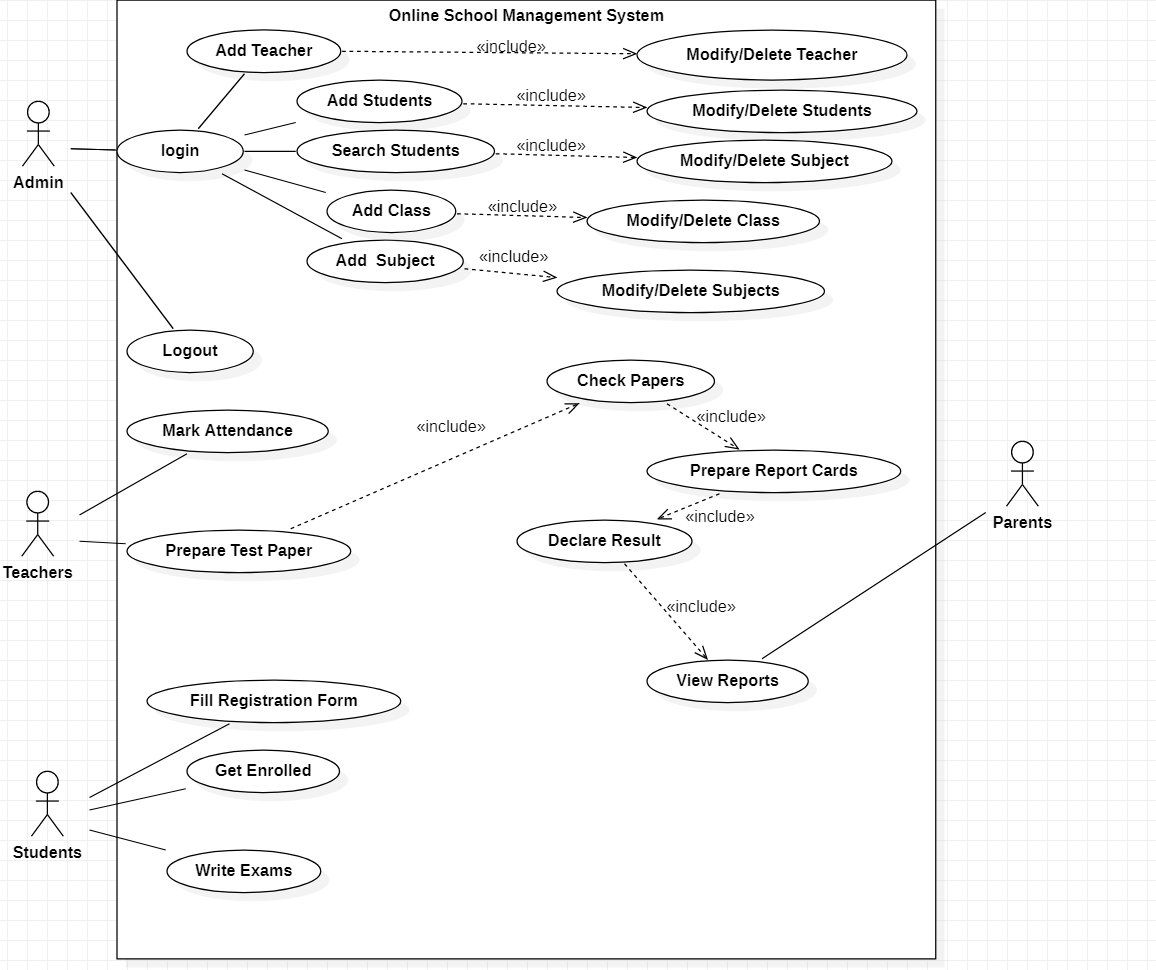 Online School Management System
Add Teacher
«include»
Modify/Delete Teacher
Add Students
«include»
Modify/Delete Students
Admin
login
Search Students
«include»
Modify/Delete Subject
Add Class
«include»
Modify/Delete Class
Add  Subject
«include»
Modify/Delete Subjects
Logout
Check Papers
«include»
«include»
Mark Attendance
Prepare Report Cards
«include»
Parents
Teachers
Prepare Test Paper
Declare Result
«include»
View Reports
Fill Registration Form
Get Enrolled
Students
Write Exams